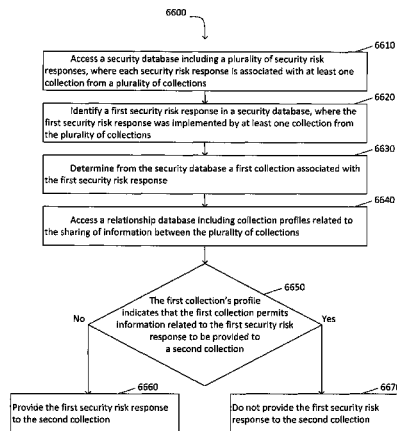 6600
6610
Access a security database including a plurality of security risk
responses, where each security risk response is associated with at least one
collection from a plurality of collections
6620
Identify a first security response in a security database, where the
first security risk response was implemented by at least one collection from
the plurality of collections
6630
Determine from the security database a first collection associated with
the first security risk response
6640
Access a relationship database including collection profiles related to
the sharing of information between the plurality of collections
6650
The first collection's profile
indicates that the first collection permits
information related to the first security risk
response to be provided to
a second collection
No
Yes
6660
Provide the first security risk response
to the second collection
6670
Do not provide the first security risk
response to the second collection